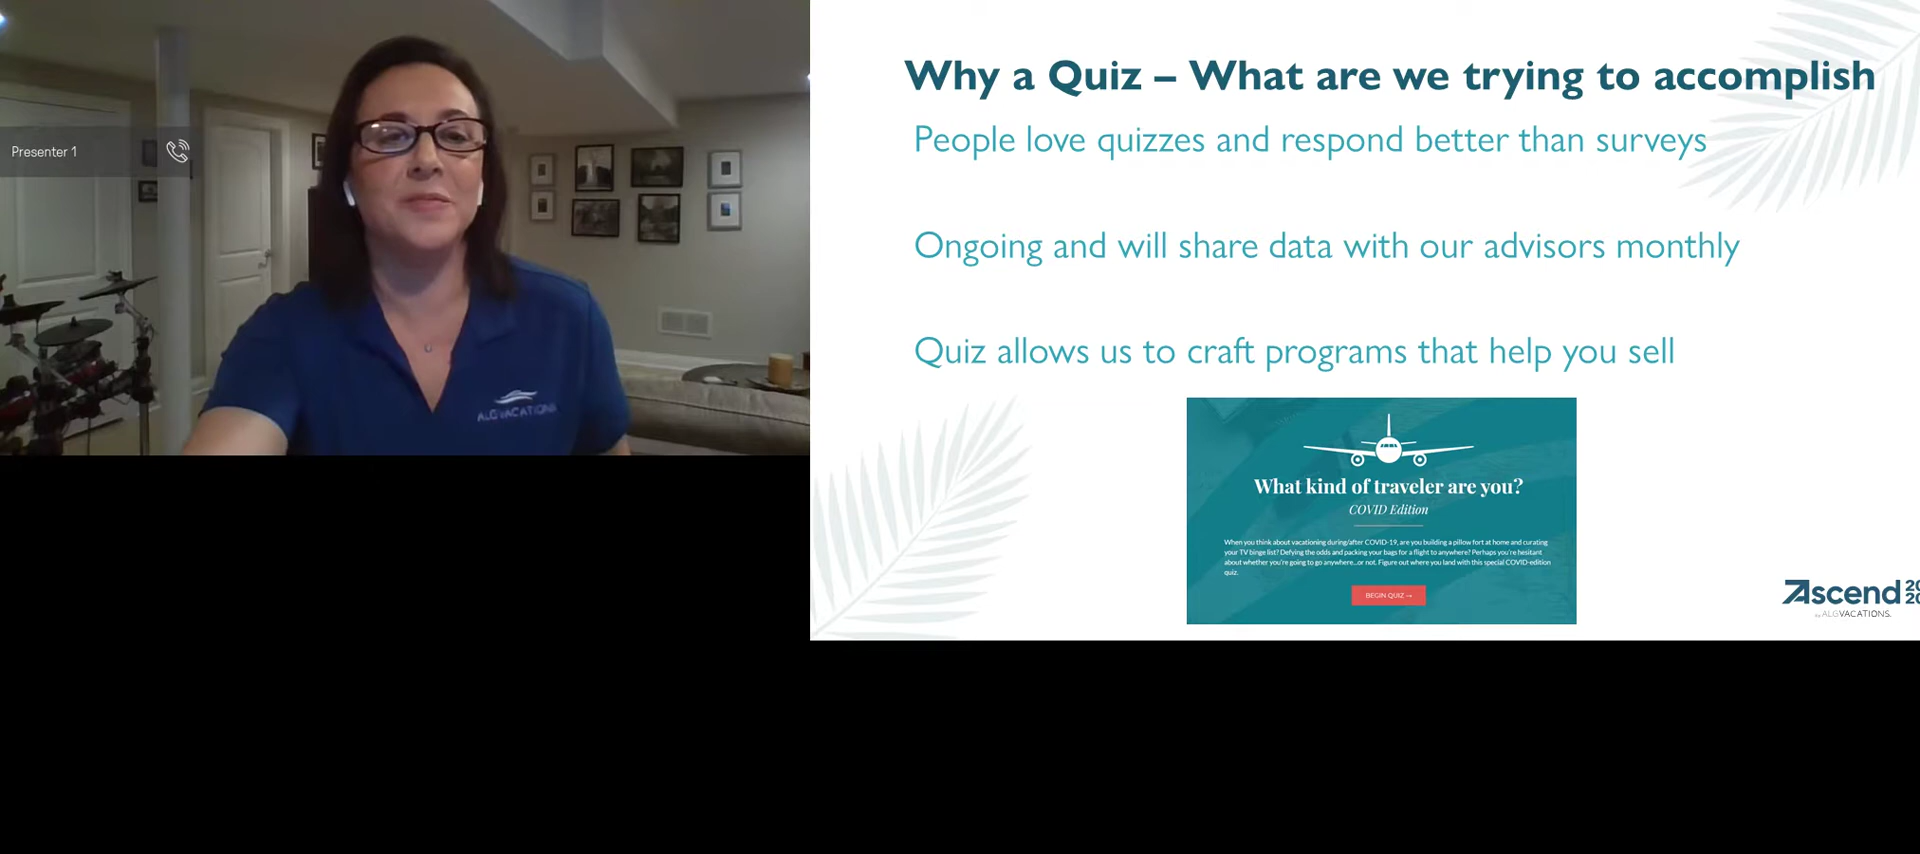 Presenter 1
ALGVACATIONS
Why a Quiz – What are we trying to accomplish
People love quizzes and respond better than surveys
Ongoing and will share data with our advisors monthly
Quiz allows us to craft programs that help you sell
What kind of traveler are you?
COVID Edition
When you think about vacationing during/after COVID-19, are you building a pillow fort at home and curating
your TV binge list? Defying the odds and packing your bags for a flight to anywhere? Perhaps you're hesitant
about whether you're going to go anywhere...or not. Figure out where you land with this special COVID-edition
quiz.
BEGIN QUIZ →
Ascend 20
20
ALGVACATIONS.